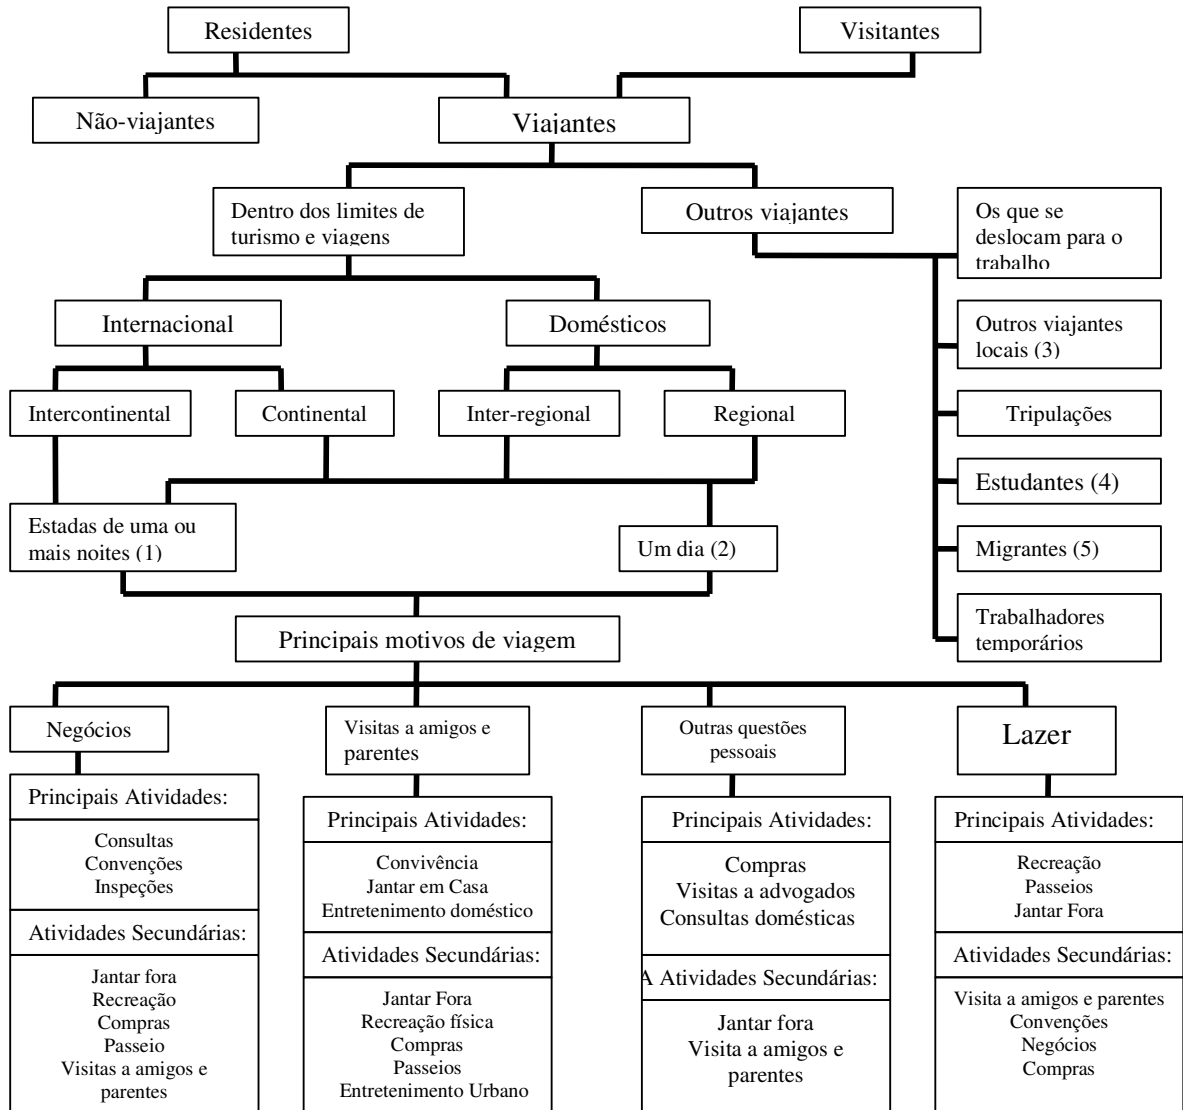 Residentes
Visitantes
Não-viajantes
Viajantes
Dentro dos limites de
turismo e viagens
Outros viajantes
Os que se
deslocam para o
trabalho
Internacional
Domésticos
Outros viajantes
locais (3)
Intercontinental
Continental
Inter-regional
Regional
Tripulações
Estudantes (4)
Estadas de uma ou
mais noites (1)
Um dia (2)
Migrantes (5)
Trabalhadores
temporários
Principais motivos de viagem
Negócios
Visitas a amigos e
parentes
Outras questões
pessoais
Lazer
Principais Atividades:
Consultas
Convenções
Inspeções
Atividades Secundárias:
Jantar fora
Recreação
Compras
Passeio
Visitas a amigos e
parentes
Principais Atividades:
Convivência
Jantar em Casa
Entretenimento doméstico
Atividades Secundárias:
Jantar Fora
Recreação física
Compras
Passeios
Entretenimento Urbano
Principais Atividades:
Compras
Visitas a advogados
Consultas domésticas
A Atividades Secundárias:
Jantar fora
Visita a amigos e
parentes
Principais Atividades:
Recreação
Passeios
Jantar Fora
Atividades Secundárias:
Visita a amigos e parentes
Convenções
Negócios
Compras